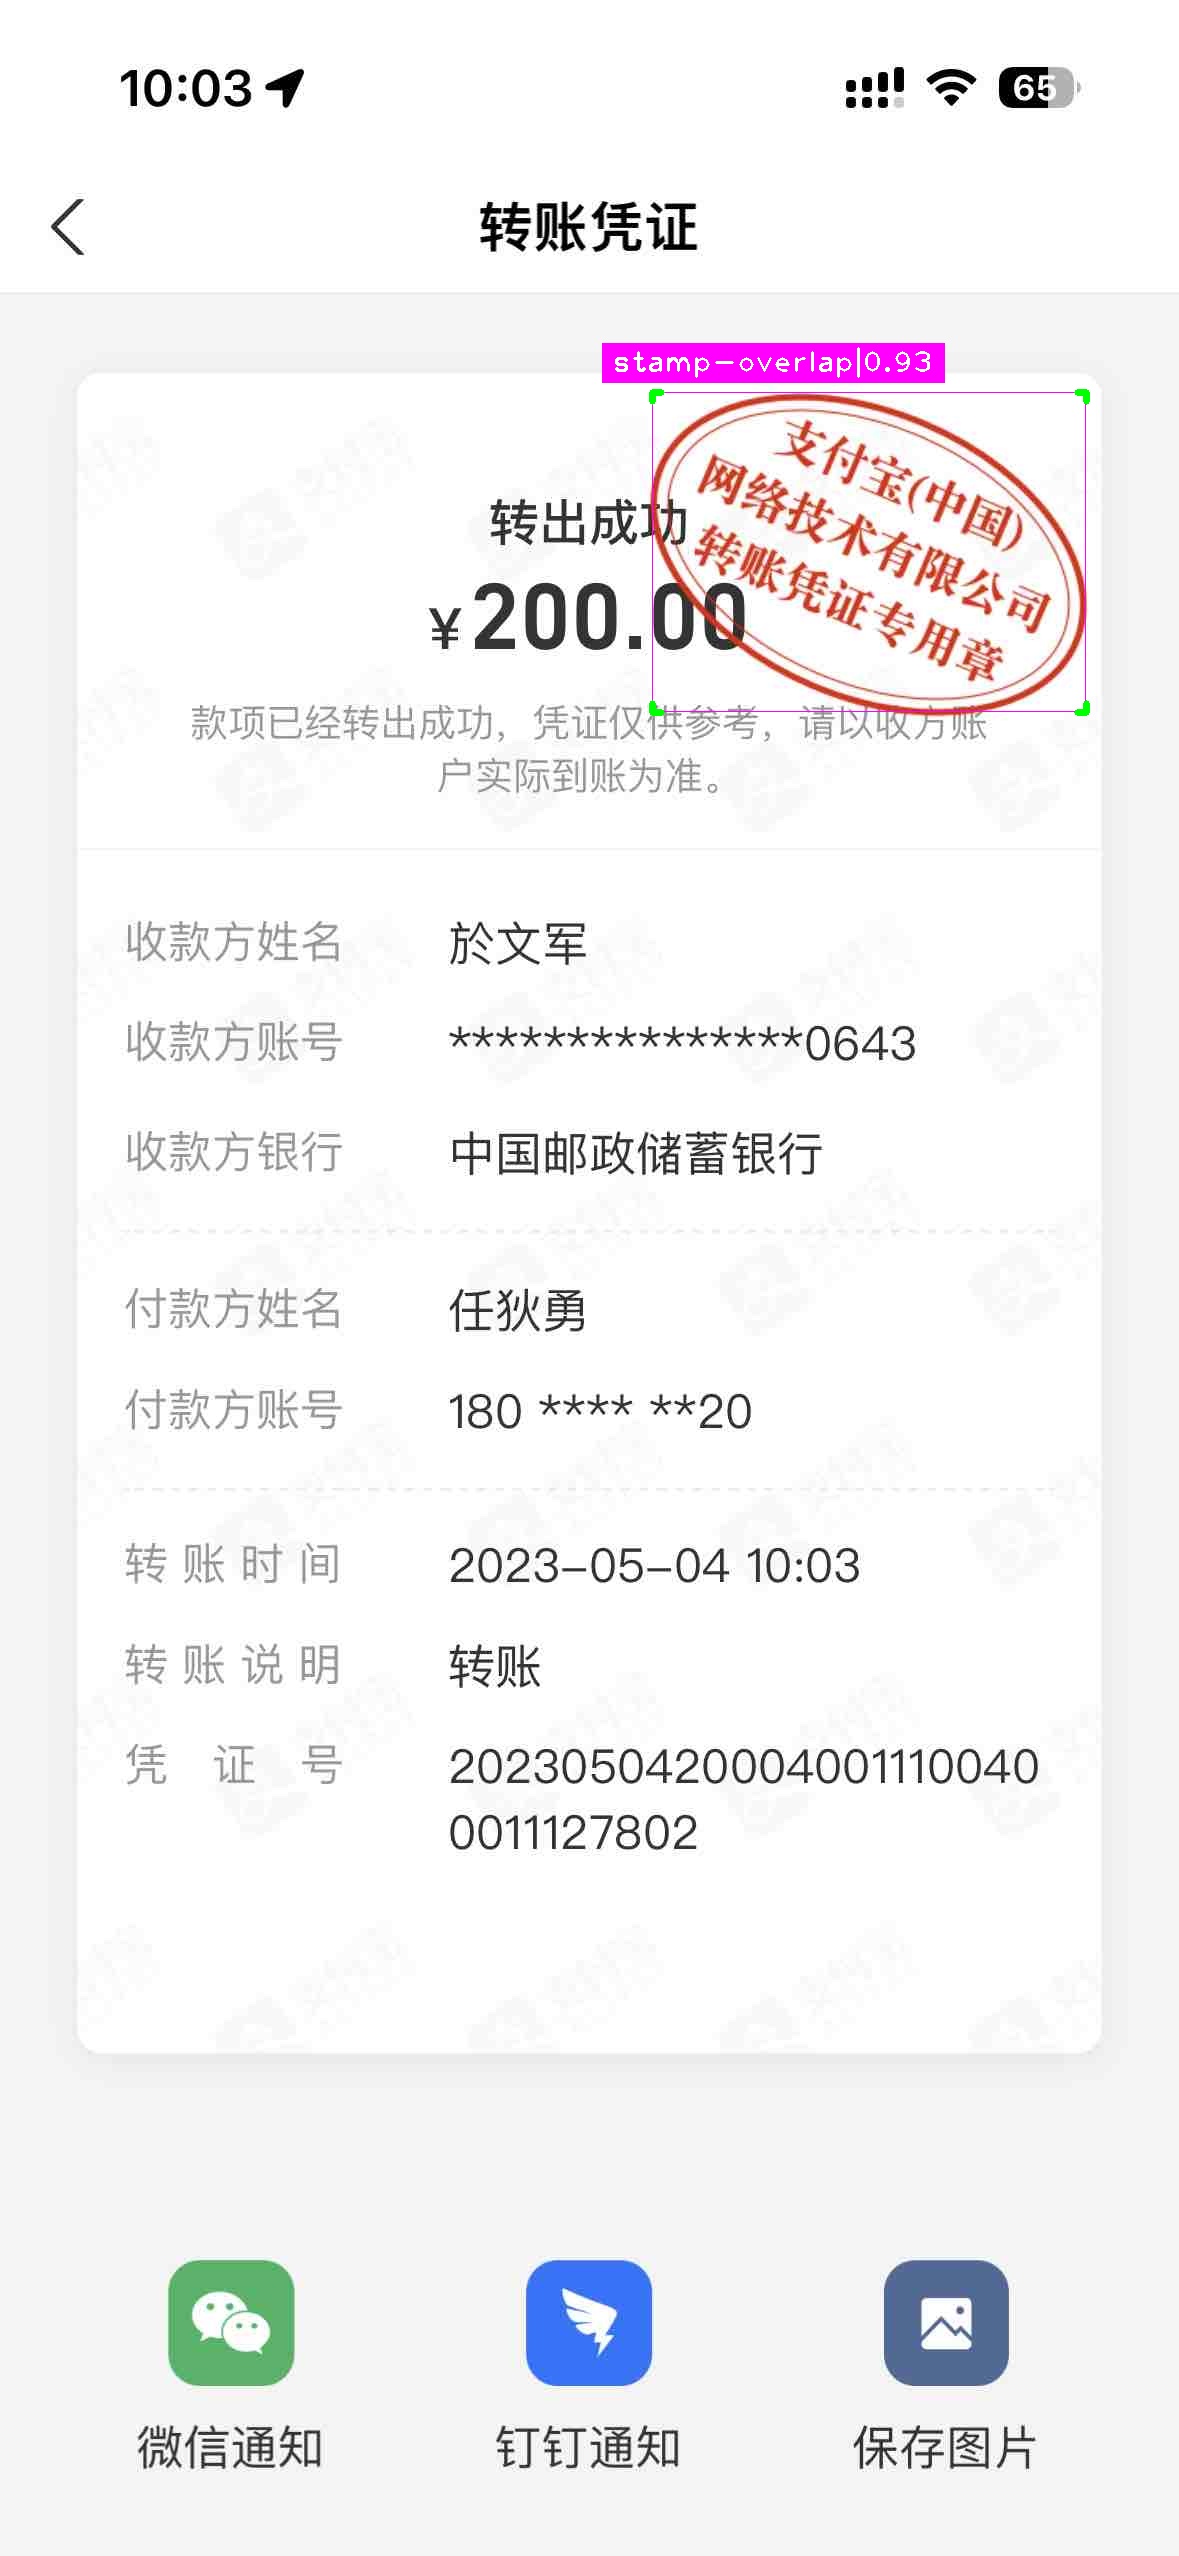 10:03
65
转账凭证
stamp-overlap|0.93
支付宝(中国)
网络技术有限公司
转账凭证专用章
转出成功
¥200.00
款项已经转出成功，凭证仅供参考，请以收方账
户实际到账为准。
收款方姓名 於文军
收款方账号 ***************0643
收款方银行 中国邮政储蓄银行
付款方姓名 任狄勇
付款方账号 180 **** **20
转账时间 2023-05-04 10:03
转账说明 转账
凭证号 2023050420004001110040
0011127802
微信通知 钉钉通知 保存图片